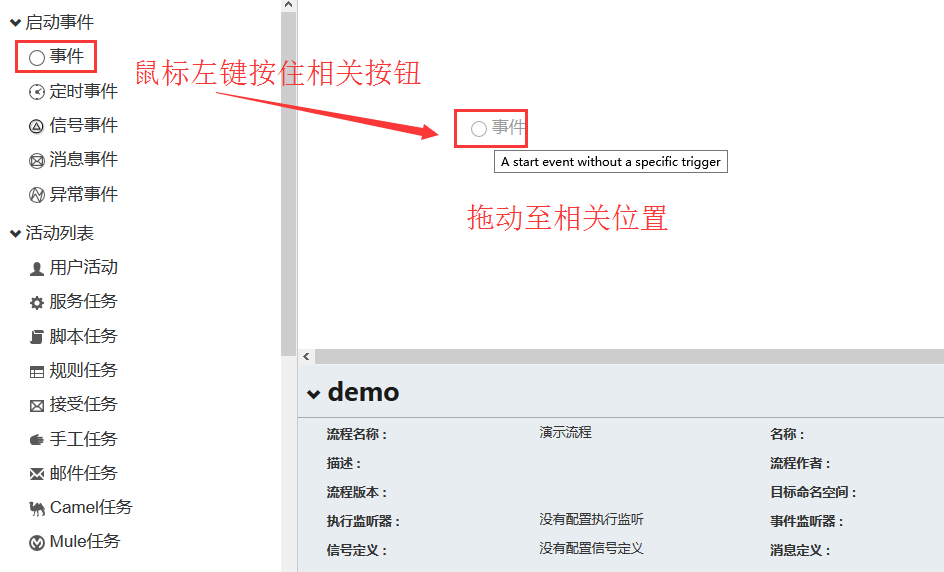 启动事件
事件
定时事件
信号事件
消息事件
异常事件
活动列表
用户活动
服务任务
脚本任务
规则任务
接受任务
手工任务
邮件任务
Camel任务
Mule任务
鼠标左键按住相关按钮
事件
A start event without a specific trigger
拖动至相关位置
demo
流程名称： 演示流程 名称：
描述： 流程作者：
流程版本： 目标命名空间：
执行监听器： 没有配置执行监听 事件监听器：
信号定义： 没有配置信号定义 消息定义：